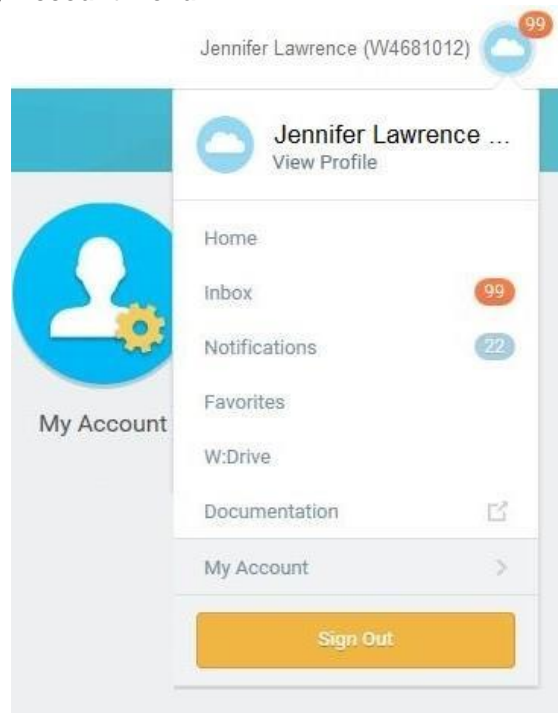 Jennifer Lawrence (W4681012)
99
Jennifer Lawrence ...
View Profile
Home
Inbox 99
Notifications 22
Favorites
My Account
W:Drive
Documentation
My Account
Sign Out